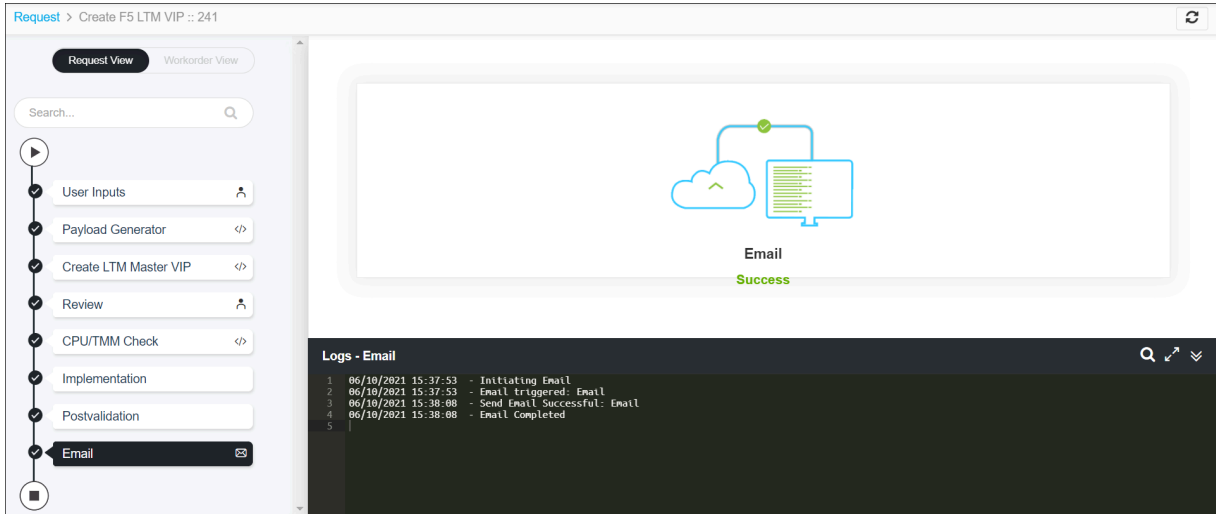 Request > Create F5 LTM VIP :: 241
Request View Workorder View
Search...
User Inputs
Payload Generator </>
Create LTM Master VIP </>
Review
CPU/TMM Check </>
Implementation
Postvalidation
Email
Email
Success
Logs - Email
1 06/10/2021 15:37:53 - Initiating Email
2 06/10/2021 15:37:53 - Email triggered: Email
3 06/10/2021 15:38:08 - Send Email Successful: Email
4 06/10/2021 15:38:08 - Email Completed
5